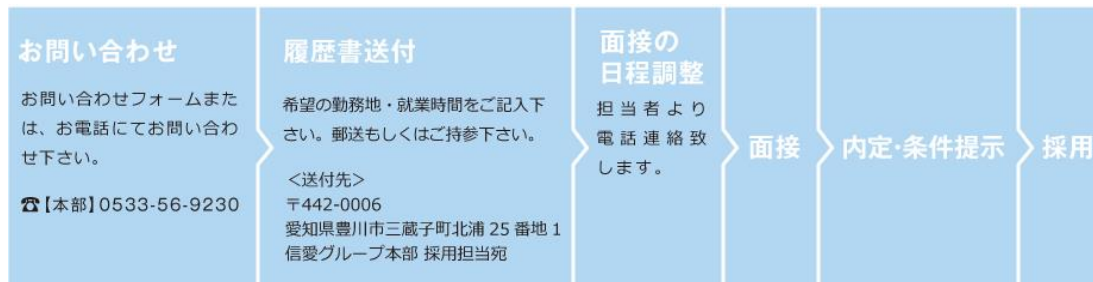 お問い合わせ
お問い合わせフォームまた
は、お電話にてお問い合わ
せ下さい。
☎【本部】0533-56-9230
履歴書送付
希望の勤務地・就業時間をご記入下
さい。郵送もしくはご持参下さい。
＜送付先＞
〒442-0006
愛知県豊川市三蔵子町北浦 25 番地 1
信愛グループ本部 採用担当宛
面接の
日程調整
担当者より
電話連絡致
します。
面接
内定・条件提示
採用